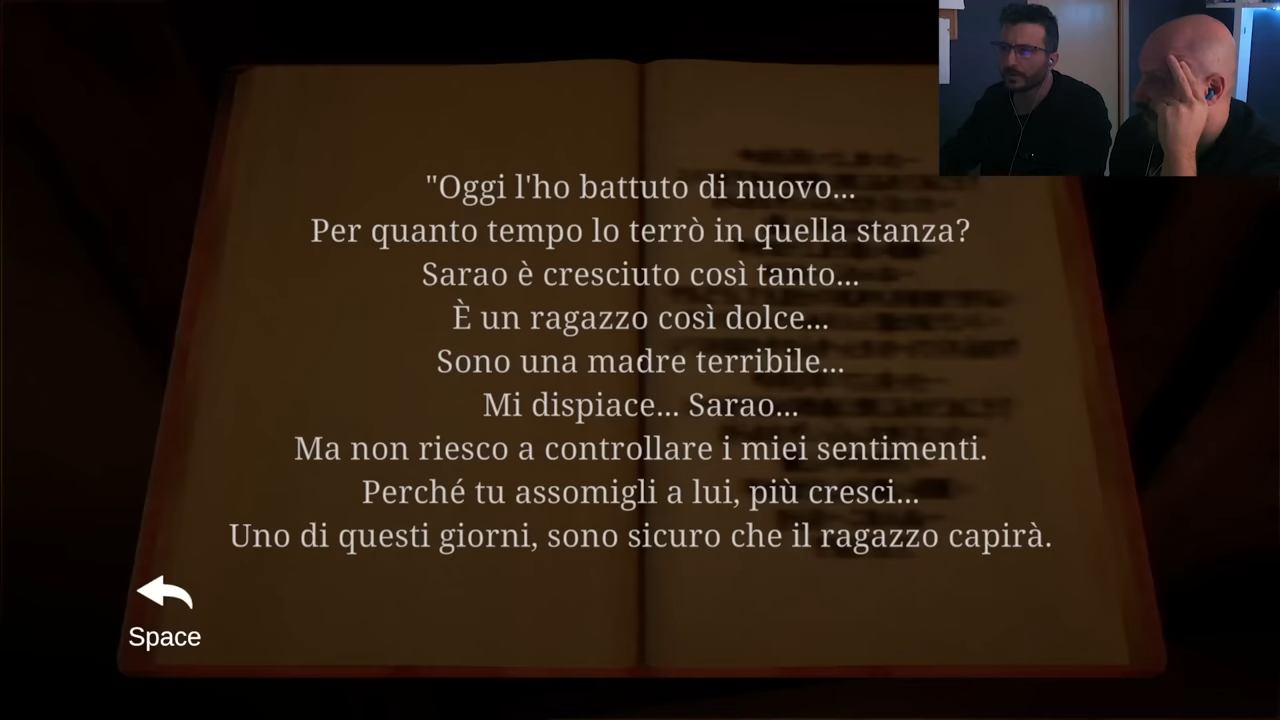 "Oggi l'ho battuto di nuovo...
Per quanto tempo lo terrò in quella stanza?
Sarao è cresciuto così tanto...
È un ragazzo così dolce...
Sono una madre terribile...
Mi dispiace... Sarao...
Ma non riesco a controllare i miei sentimenti.
Perché tu assomigli a lui, più cresci...
Uno di questi giorni, sono sicuro che il ragazzo capirà.
Space